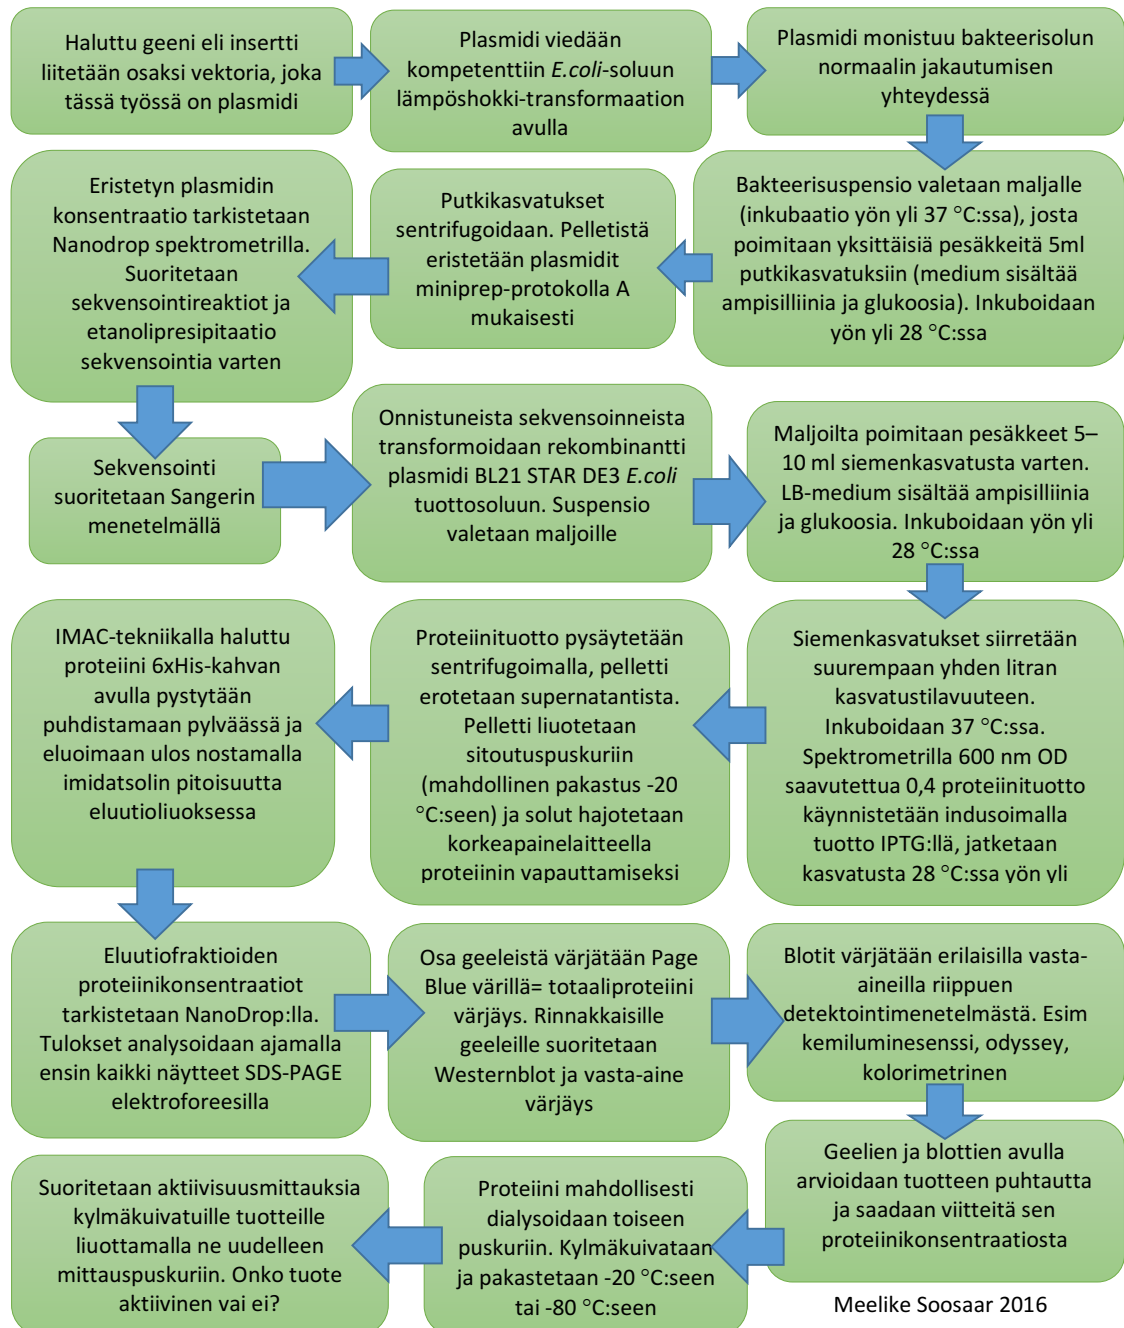 Haluttu geeni eli insertti
liitetään osaksi vektoria, joka
tässä työssä on plasmidi
Plasmidi viedään
kompetenttiin E.coli-soluun
lämpöshokki-transformaation
avulla
Plasmidi monistuu bakteerisolun
normaalin jakautumisen
yhteydessä
Bakteerisuspensio valetaan maljalle
(inkubaatio yön yli 37 °C:ssa), josta
poimitaan yksittäisiä pesäkkeitä 5ml
putkikasvatuksiin (medium sisältää
ampisilliinia ja glukoosia). Inkuboidaan
yön yli 28 °C:ssa
Putkikasvatukset
sentrifugoidaan. Pelletistä
eristetään plasmidit
miniprep-protokolla A
mukaisesti
Eristetyn plasmidin
konsentraatio tarkistetaan
Nanodrop spektrometrilla.
Suoritetaan
sekvensointireaktiot ja
etanolipresipitaatio
sekvensointia varten
Sekvensointi
suoritetaan Sangerin
menetelmällä
Onnistuneista sekvensoinneista
transformoidaan rekombinantti
plasmidi BL21 STAR DE3 E.coli
tuottosoluun. Suspensio
valetaan maljoille
Maljoilta poimitaan pesäkkeet 5–
10 ml siemenkasvatusta varten.
LB-medium sisältää ampisilliinia
ja glukoosia. Inkuboidaan yön yli
28 °C:ssa
Siemenkasvatukset siirretään
suurempaan yhden litran
kasvatustilavuuteen.
Inkuboidaan 37 °C:ssa.
Spektrometrilla 600 nm OD
saavutettua 0,4 proteiinituotto
käynnistetään indusoimalla
tuotto IPTG:llä, jatketaan
kasvatusta 28 °C:ssa yön yli
Proteiinituotto pysäytetään
sentrifugoimalla, pelletti
erotetaan supernatantista.
Pelletti liuotetaan
sitoutuspuskuriin
(mahdollinen pakastus -20
°C:seen) ja solut hajotetaan
korkeapainelaitteella
proteiinin vapauttamiseksi
IMAC-tekniikalla haluttu
proteiini 6xHis-kahvan
avulla pystytään
puhdistamaan pylväässä ja
eluoimaan ulos nostamalla
imidatsolin pitoisuutta
eluutioliuoksessa
Eluutiofraktioiden
proteiinikonsentraatiot
tarkistetaan NanoDrop:lla.
Tulokset analysoidaan ajamalla
ensin kaikki näytteet SDS-PAGE
elektroforeesilla
Osa geeleistä värjätään Page
Blue värillä= totaaliproteiini
värjäys. Rinnakkaisille
geeleille suoritetaan
Westernblot ja vasta-aine
värjäys
Blotit värjätään erilaisilla vasta-
aineilla riippuen
detektointimenetelmästä. Esim
kemiluminesenssi, odyssey,
kolorimetrinen
Geelien ja blottien avulla
arvioidaan tuotteen puhtautta
ja saadaan viitteitä sen
proteiinikonsentraatiosta
Proteiini mahdollisesti
dialysoidaan toiseen
puskuriin. Kylmäkuivataan
ja pakastetaan -20 °C:seen
tai -80 °C:seen
Suoritetaan aktiivisuusmittauksia
kylmäkuivatuille tuotteille
liuottamalla ne uudelleen
mittauspuskuriin. Onko tuote
aktiivinen vai ei?
Meelike Soosaar 2016